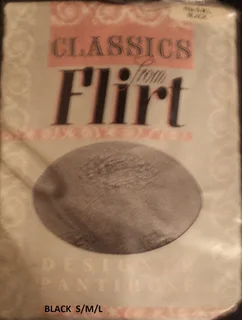 CLASSICS
from
Flirt
DESIGNER
PANTIHOSE
BLACK S/M/L